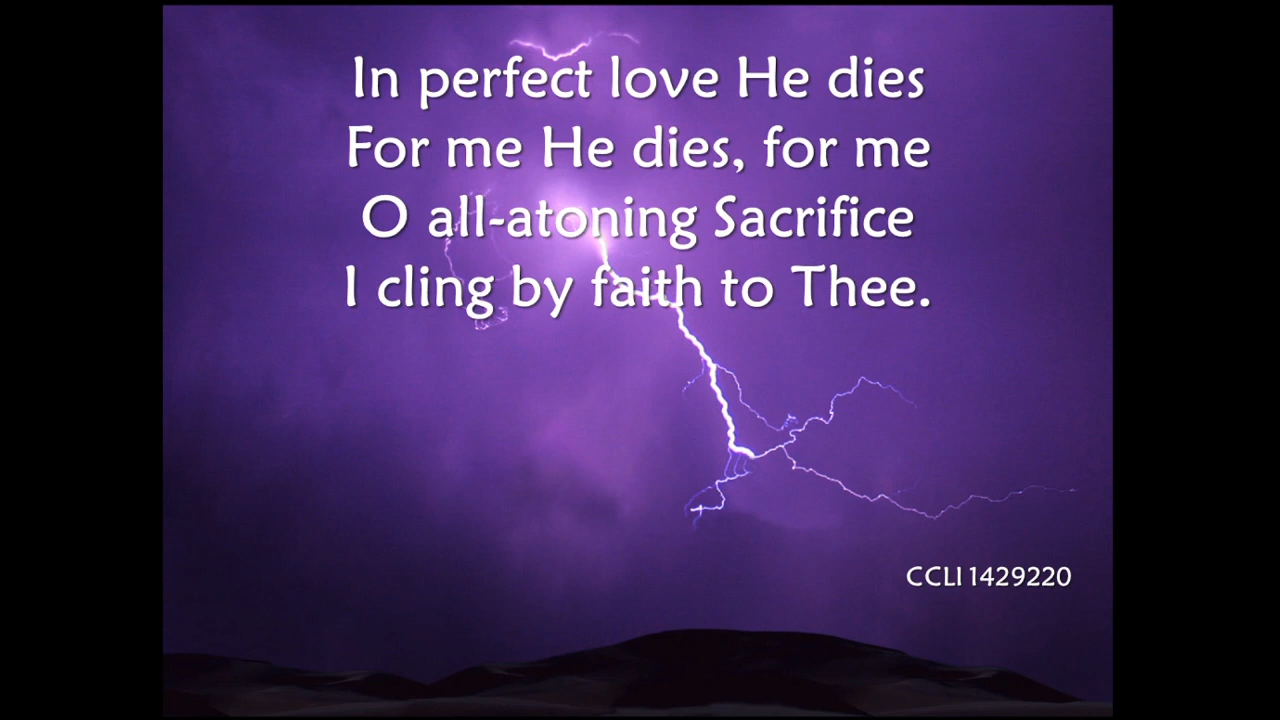 In perfect love He dies
For me He dies, for me
O all-atoning Sacrifice
I cling by faith to Thee.
CCLI 1429220